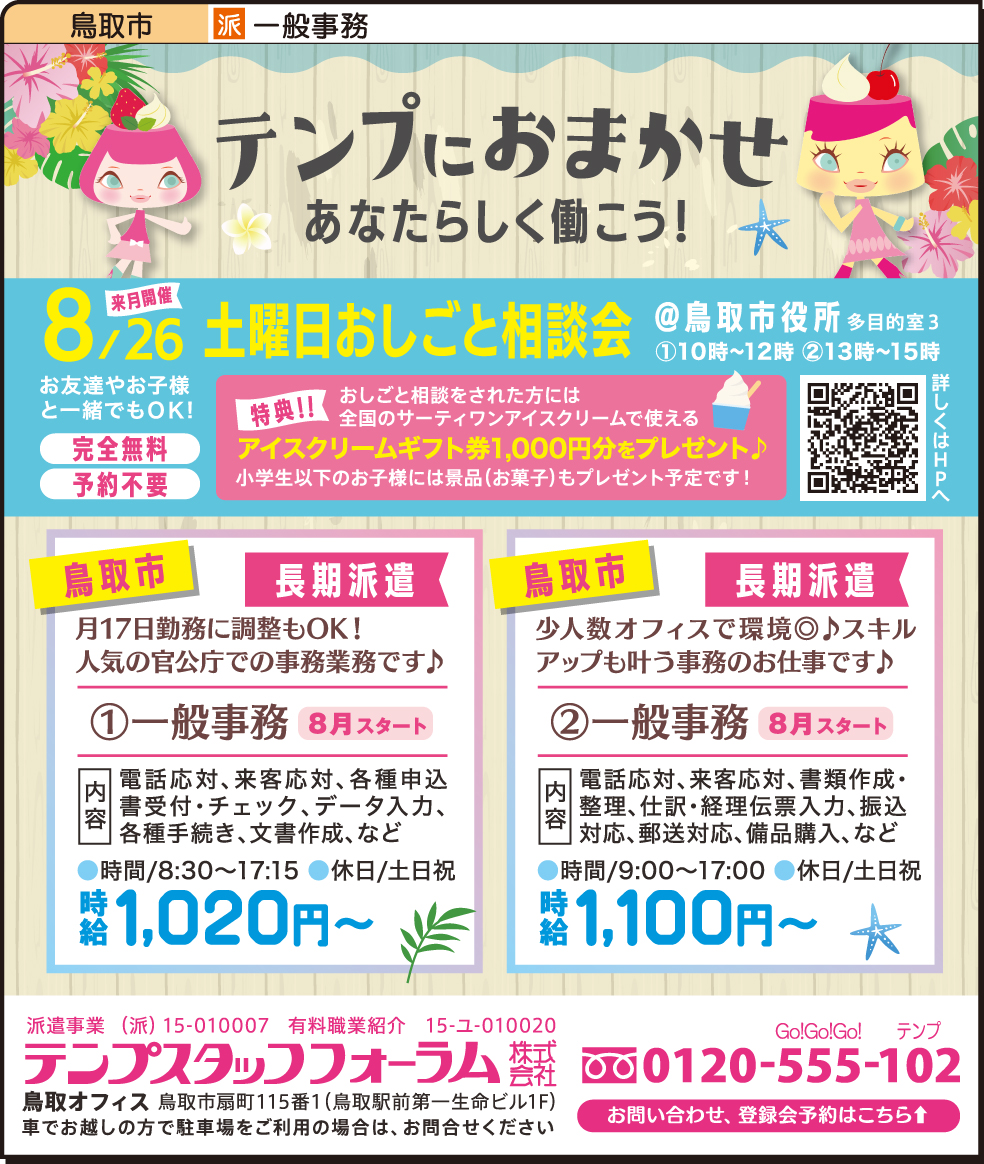 鳥取市
派 一般事務
テンプにおまかせ
あなたらしく働こう!
8/26
来月開催
土曜日おしごと相談会
@鳥取市役所 多目的室3
①10時~12時 ②13時~15時
お友達やお子様
と一緒でもOK!
完全無料
予約不要
特典!!
おしごと相談をされた方には
全国のサーティワンアイスクリームで使える
アイスクリームギフト券1,000円分をプレゼント♪
小学生以下のお子様には景品(お菓子)もプレゼント予定です!
詳しくはHPへ
鳥取市
長期派遣
月17日勤務に調整もOK!
人気の官公庁での事務業務です♪
①一般事務 8月スタート
内容
電話応対、来客応対、各種申込
書受付・チェック、データ入力、
各種手続き、文書作成、など
●時間/8:30〜17:15 ●休日/土日祝
時給1,020円〜
鳥取市
長期派遣
少人数オフィスで環境◎♪スキル
アップも叶う事務のお仕事です♪
②一般事務 8月スタート
内容
電話応対、来客応対、書類作成・
整理、仕訳・経理伝票入力、振込
対応、郵送対応、備品購入、など
●時間/9:00〜17:00 ●休日/土日祝
時給1,100円〜
派遣事業 (派)15-010007 有料職業紹介 15-ユ-010020
テンプスタッフフォーラム株式会社
鳥取オフィス 鳥取市扇町115番1(鳥取駅前第一生命ビル1F)
車でお越しの方で駐車場をご利用の場合は、お問合せください
Go!Go!Go! テンプ
0120-555-102
お問い合わせ、登録会予約はこちら⬆